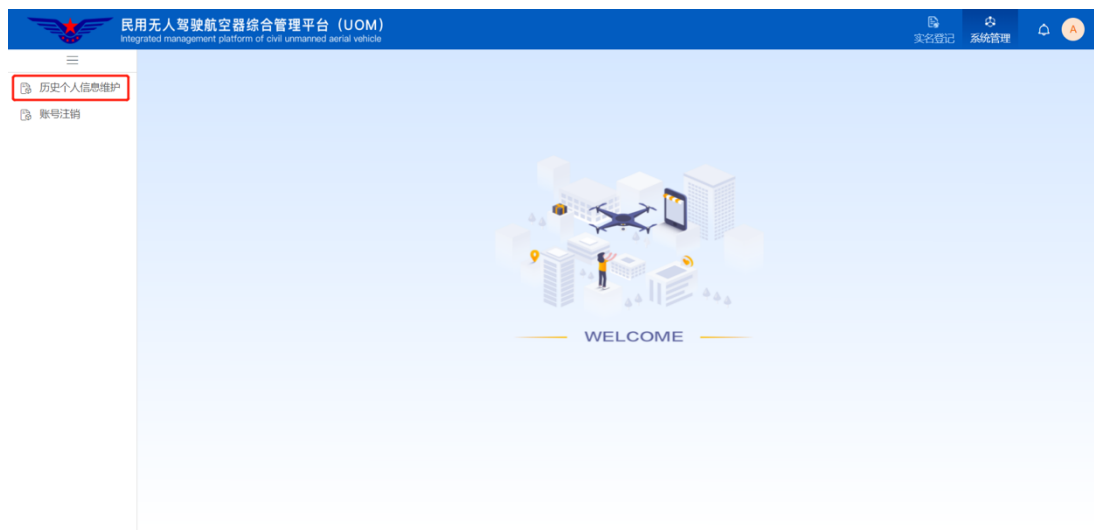 民用无人驾驶航空器综合管理平台（UOM）
Integrated management platform of civil unmanned aerial vehicle
实名登记
系统管理
A
历史个人信息维护
账号注销
WELCOME